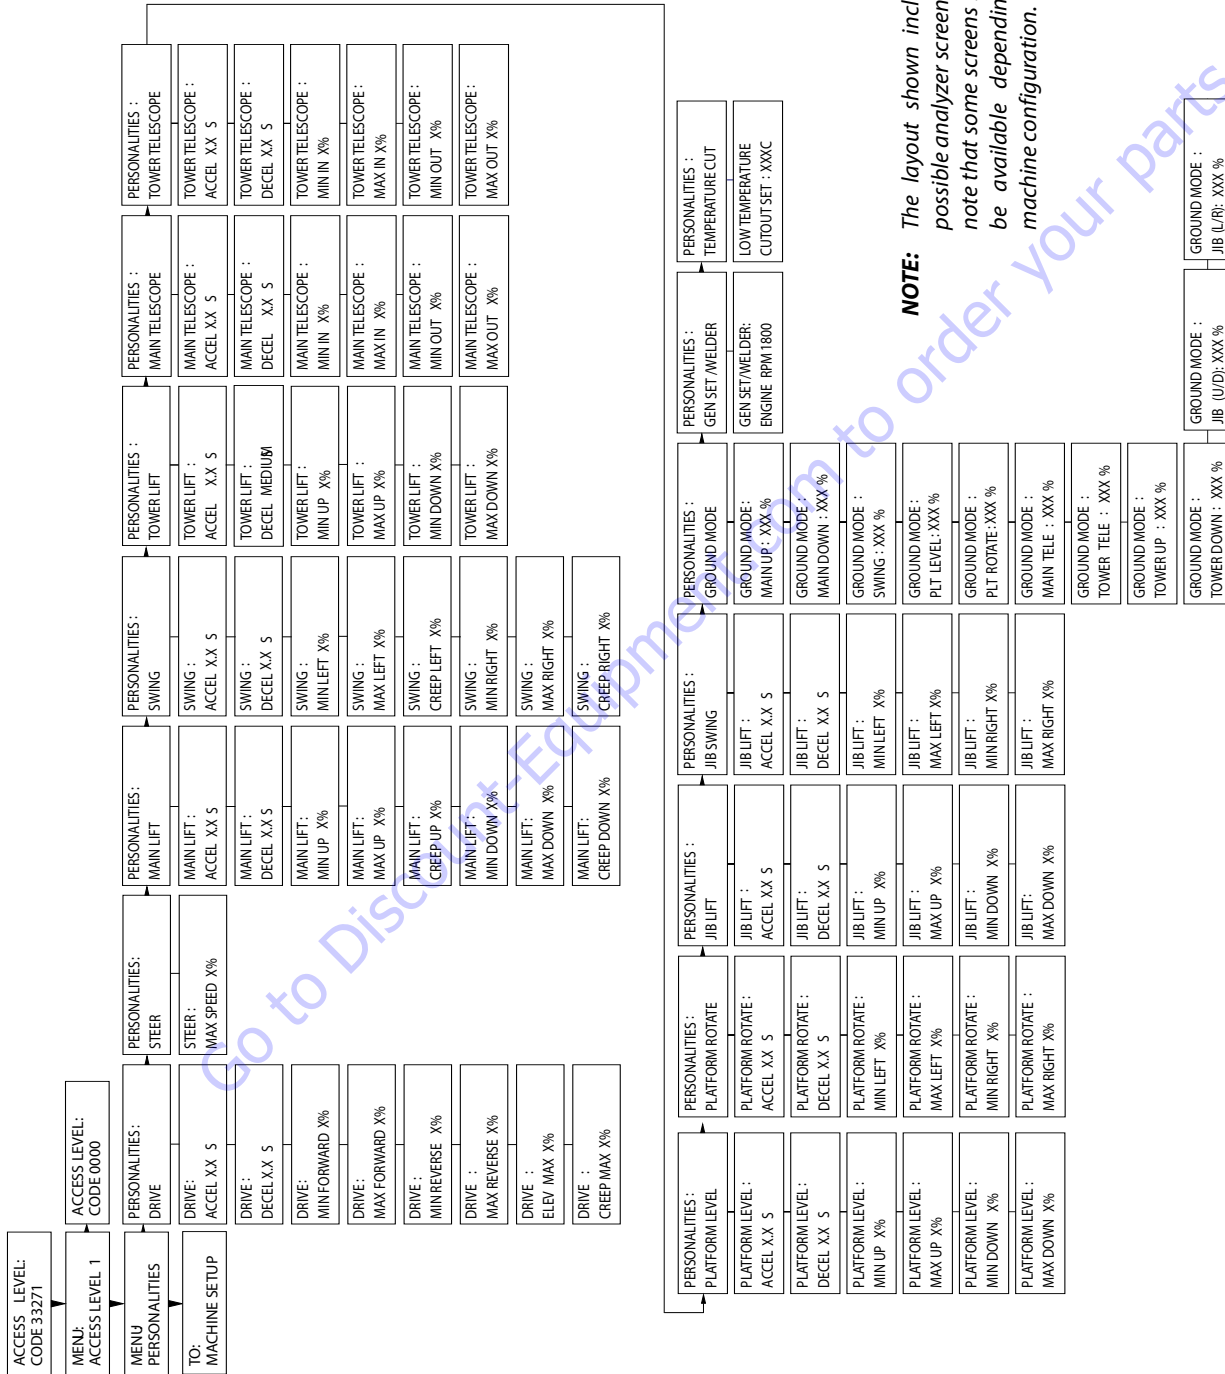 ACCESS LEVEL:
CODE 33271
MENU:
ACCESS LEVEL 1
ACCESS LEVEL:
CODE 0000
MENU
PERSONALITIES
TO:
MACHINE SETUP
PERSONALITIES:
DRIVE
DRIVE:
ACCEL X.X S
DRIVE :
DECEL X.X S
DRIVE :
MIN FORWARD X%
DRIVE :
MAX FORWARD X%
DRIVE :
MIN REVERSE X%
DRIVE :
MAX REVERSE X%
DRIVE :
ELEV MAX X%
DRIVE :
CREEP MAX X%
PERSONALITIES:
STEER
STEER :
MAX SPEED X%
PERSONALITIES:
MAIN LIFT
MAIN LIFT :
ACCEL X.X S
MAIN LIFT :
DECEL X.X S
MAIN LIFT :
MIN UP X%
MAIN LIFT :
MAX UP X%
MAIN LIFT :
CREEP UP X%
MAIN LIFT :
MIN DOWN X%
MAIN LIFT:
MAX DOWN X%
MAIN LIFT:
CREEP DOWN X%
PERSONALITIES :
SWING
SWING :
ACCEL X.X S
SWING :
DECEL X.X S
SWING :
MIN LEFT X%
SWING :
MAX LEFT X%
SWING :
CREEP LEFT X%
SWING :
MIN RIGHT X%
SWING :
MAX RIGHT X%
SWING :
CREEP RIGHT X%
PERSONALITIES :
TOWER LIFT
TOWER LIFT :
ACCEL X.X S
TOWER LIFT :
DECEL MEDIUM
TOWER LIFT :
MIN UP X%
TOWER LIFT :
MAX UP X%
TOWER LIFT :
MIN DOWN X%
TOWER LIFT :
MAX DOWN X%
PERSONALITIES :
MAIN TELESCOPE
MAIN TELESCOPE :
ACCEL X.X S
MAIN TELESCOPE :
DECEL X.X S
MAIN TELESCOPE :
MIN IN X%
MAIN TELESCOPE :
MAX IN X%
MAIN TELESCOPE :
MIN OUT X%
MAIN TELESCOPE :
MAX OUT X%
PERSONALITIES :
TOWER TELESCOPE
TOWER TELESCOPE :
ACCEL X.X S
TOWER TELESCOPE :
DECEL X.X S
TOWER TELESCOPE :
MIN IN X%
TOWER TELESCOPE :
MAX IN X%
TOWER TELESCOPE :
MIN OUT X%
TOWER TELESCOPE :
MAX OUT X%
PERSONALITIES :
PLATFORM LEVEL
PLATFORM LEVEL :
ACCEL X.X S
PLATFORM LEVEL :
DECEL X.X S
PLATFORM LEVEL :
MIN UP X%
PLATFORM LEVEL :
MAX UP X%
PLATFORM LEVEL :
MIN DOWN X%
PLATFORM LEVEL :
MAX DOWN X%
PERSONALITIES :
PLATFORM ROTATE
PLATFORM ROTATE :
ACCEL X.X S
PLATFORM ROTATE :
DECEL X.X S
PLATFORM ROTATE :
MIN LEFT X%
PLATFORM ROTATE :
MAX LEFT X%
PLATFORM ROTATE :
MIN RIGHT X%
PLATFORM ROTATE :
MAX RIGHT X%
PERSONALITIES :
JIB LIFT
JIB LIFT :
ACCEL X.X S
JIB LIFT :
DECEL X.X S
JIB LIFT :
MIN UP X%
JIB LIFT :
MAX UP X%
JIB LIFT :
MIN DOWN X%
JIB LIFT:
MAX DOWN X%
PERSONALITIES :
JIB SWING
JIB LIFT :
ACCEL X.X S
JIB LIFT :
DECEL X.X S
JIB LIFT :
MIN LEFT X%
JIB LIFT :
MAX LEFT X%
JIB LIFT :
MIN RIGHT X%
JIB LIFT :
MAX RIGHT X%
PERSONALITIES :
GROUND MODE
GROUND MODE :
MAIN UP : XXX %
GROUND MODE :
MAIN DOWN : XXX %
GROUND MODE :
SWING : XXX %
GROUND MODE :
PLT LEVEL : XXX %
GROUND MODE :
PLT ROTATE : XXX %
GROUND MODE :
MAIN TELE : XXX %
GROUND MODE :
TOWER TELE : XXX %
GROUND MODE :
TOWER UP : XXX %
GROUND MODE :
TOWER DOWN : XXX %
GROUND MODE :
JIB (U/D): XXX %
GROUND MODE :
JIB (L/R): XXX %
PERSONALITIES :
GEN SET /WELDER
GEN SET/WELDER:
ENGINE RPM 1800
PERSONALITIES :
TEMPERATURE CUT
LOW TEMPERATURE
CUTOUT SET : XXXC
NOTE: The layout shown incl
possible analyzer screen
note that some screens
be available dependin
machine configuration.
Go to Discount-Equipment.com to order your parts